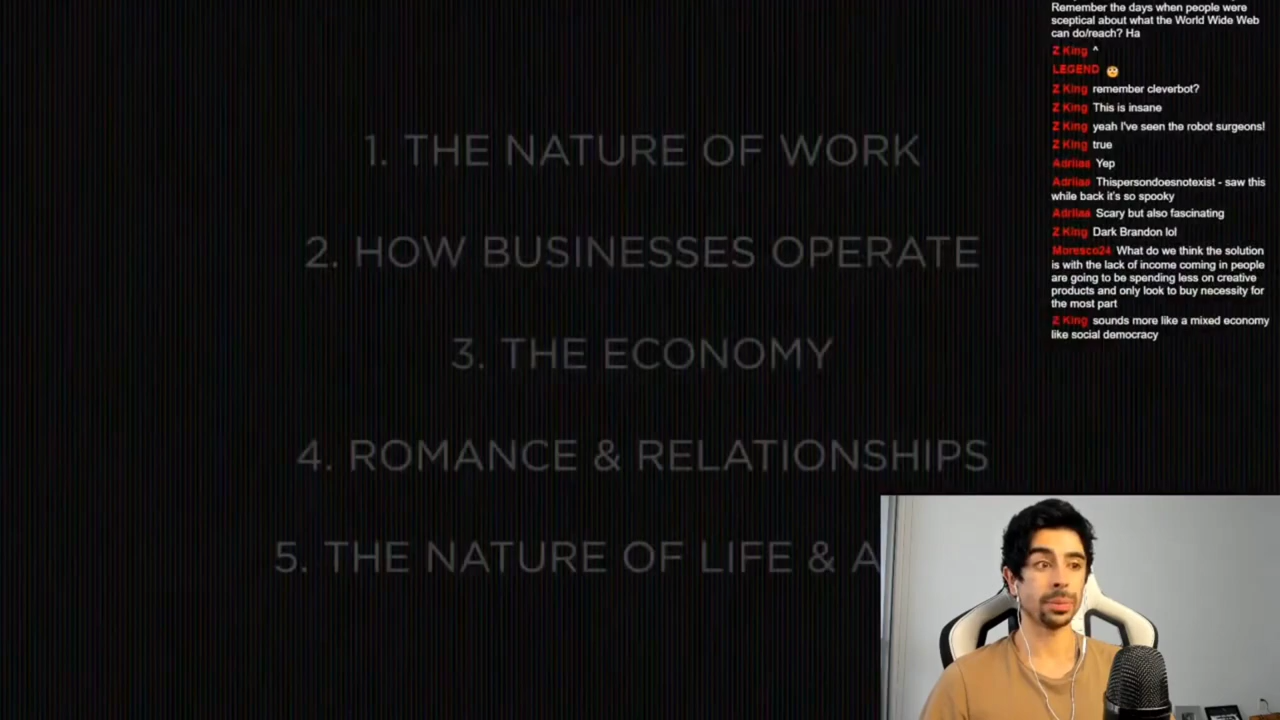 1. THE NATURE OF WORK
2. HOW BUSINESSES OPERATE
3. THE ECONOMY
4. ROMANCE & RELATIONSHIPS
5. THE NATURE OF LIFE & A
Remember the days when people were
sceptical about what the World Wide Web
can do/reach? Ha
Z King ^
LEGEND
Z King remember cleverbot?
Z King This is insane
Z King yeah I've seen the robot surgeons!
Z King true
Adriiaa Yep
Adriiaa Thispersondoesnotexist - saw this
while back it's so spooky
Adriiaa Scary but also fascinating
Z King Dark Brandon lol
Moresco24 What do we think the solution
is with the lack of income coming in people
are going to be spending less on creative
products and only look to buy necessity for
the most part
Z King sounds more like a mixed economy
like social democracy